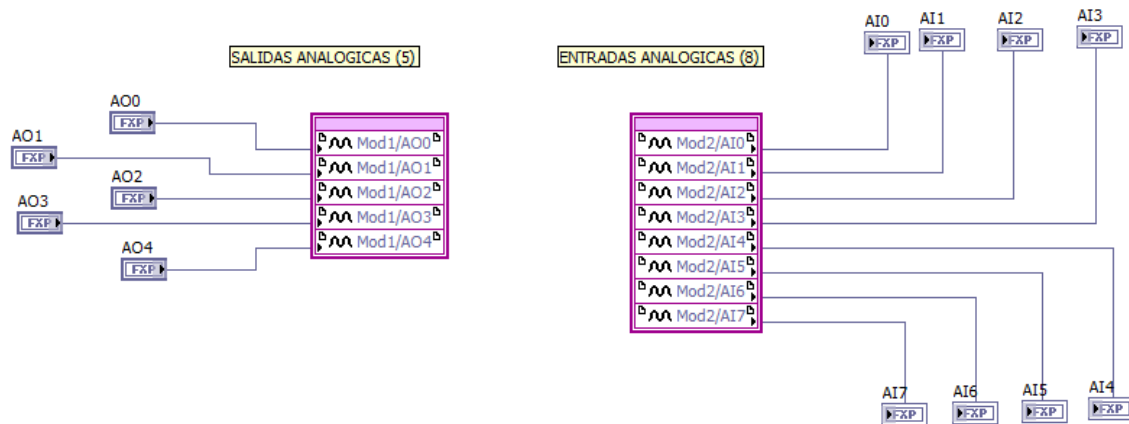 SALIDAS ANALOGICAS (5)
AO0
FXP
AO1
FXP
AO2
FXP
AO3
FXP
AO4
FXP
Mod1/AO0
Mod1/AO1
Mod1/AO2
Mod1/AO3
Mod1/AO4
ENTRADAS ANALOGICAS (8)
AI0
FXP
AI1
FXP
AI2
FXP
AI3
FXP
Mod2/AI0
Mod2/AI1
Mod2/AI2
Mod2/AI3
Mod2/AI4
Mod2/AI5
Mod2/AI6
Mod2/AI7
AI7
FXP
AI6
FXP
AI5
FXP
AI4
FXP